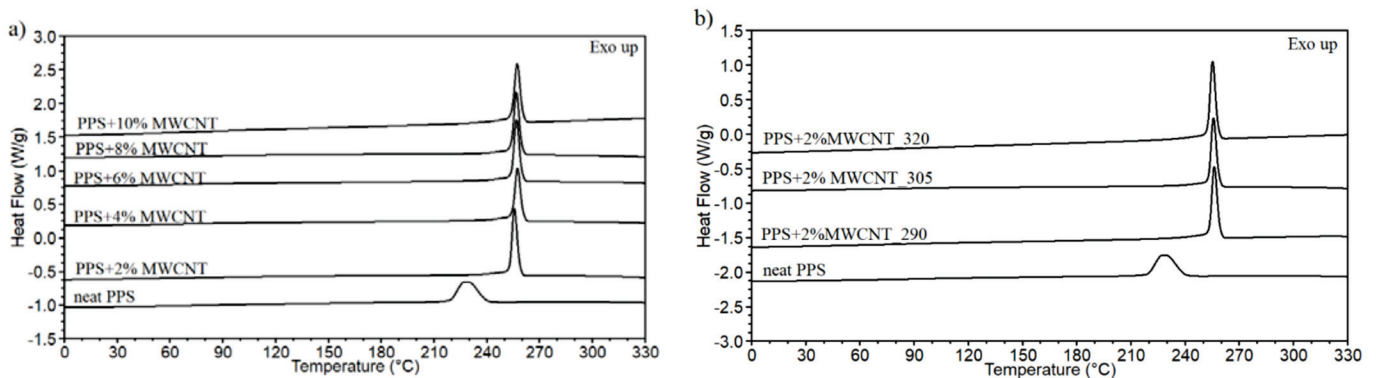 a)
Exo up
3.0
2.5
2.0
1.5
1.0
0.5
0.0
-0.5
-1.0
-1.5
Heat Flow (W/g)
PPS+10% MWCNT
PPS+8% MWCNT
PPS+6% MWCNT
PPS+4% MWCNT
PPS+2% MWCNT
neat PPS
0 30 60 90 120 150 180 210 240 270 300 330
Temperature (°C)
b)
Exo up
1.5
1.0
0.5
0.0
-0.5
-1.0
-1.5
-2.0
-2.5
-3.0
Heat Flow (W/g)
PPS+2%MWCNT_320
PPS+2% MWCNT_305
PPS+2%MWCNT_290
neat PPS
0 30 60 90 120 150 180 210 240 270 300 330
Temperature (°C)